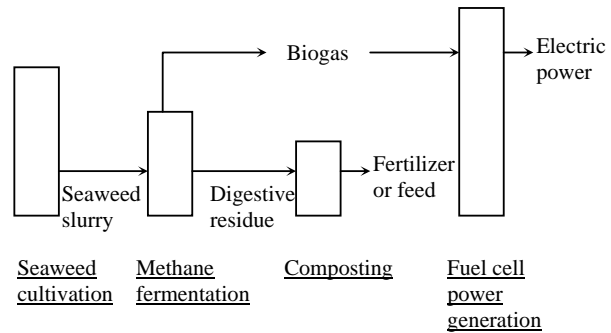 Biogas
Electric
power
Seaweed
slurry
Digestive
residue
Fertilizer
or feed
Seaweed
cultivation
Methane
fermentation
Composting
Fuel cell
power
generation